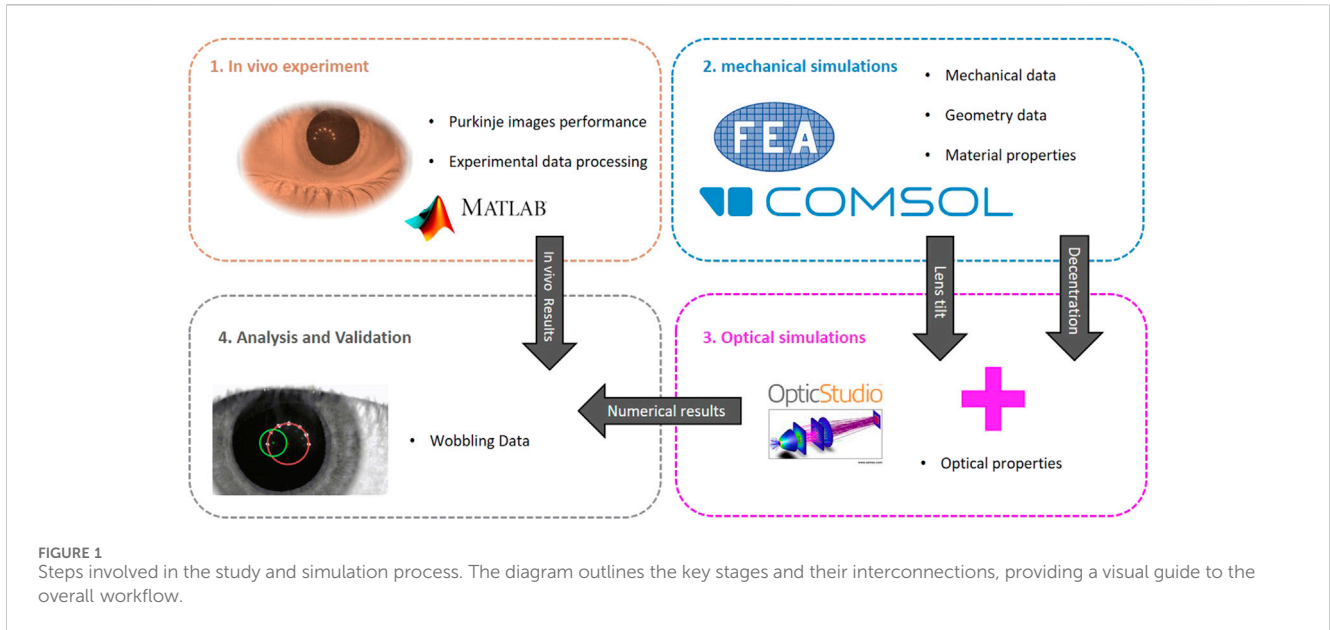 1. In vivo experiment
• Purkinje images performance
• Experimental data processing
MATLAB®
2. mechanical simulations
• Mechanical data
• Geometry data
• Material properties
FEA
COMSOL
In vivo Results
Lens tilt
Decentration
4. Analysis and Validation
• Wobbling Data
Numerical results
3. Optical simulations
OpticStudio
www.zemax.com
• Optical properties
FIGURE 1
Steps involved in the study and simulation process. The diagram outlines the key stages and their interconnections, providing a visual guide to the
overall workflow.